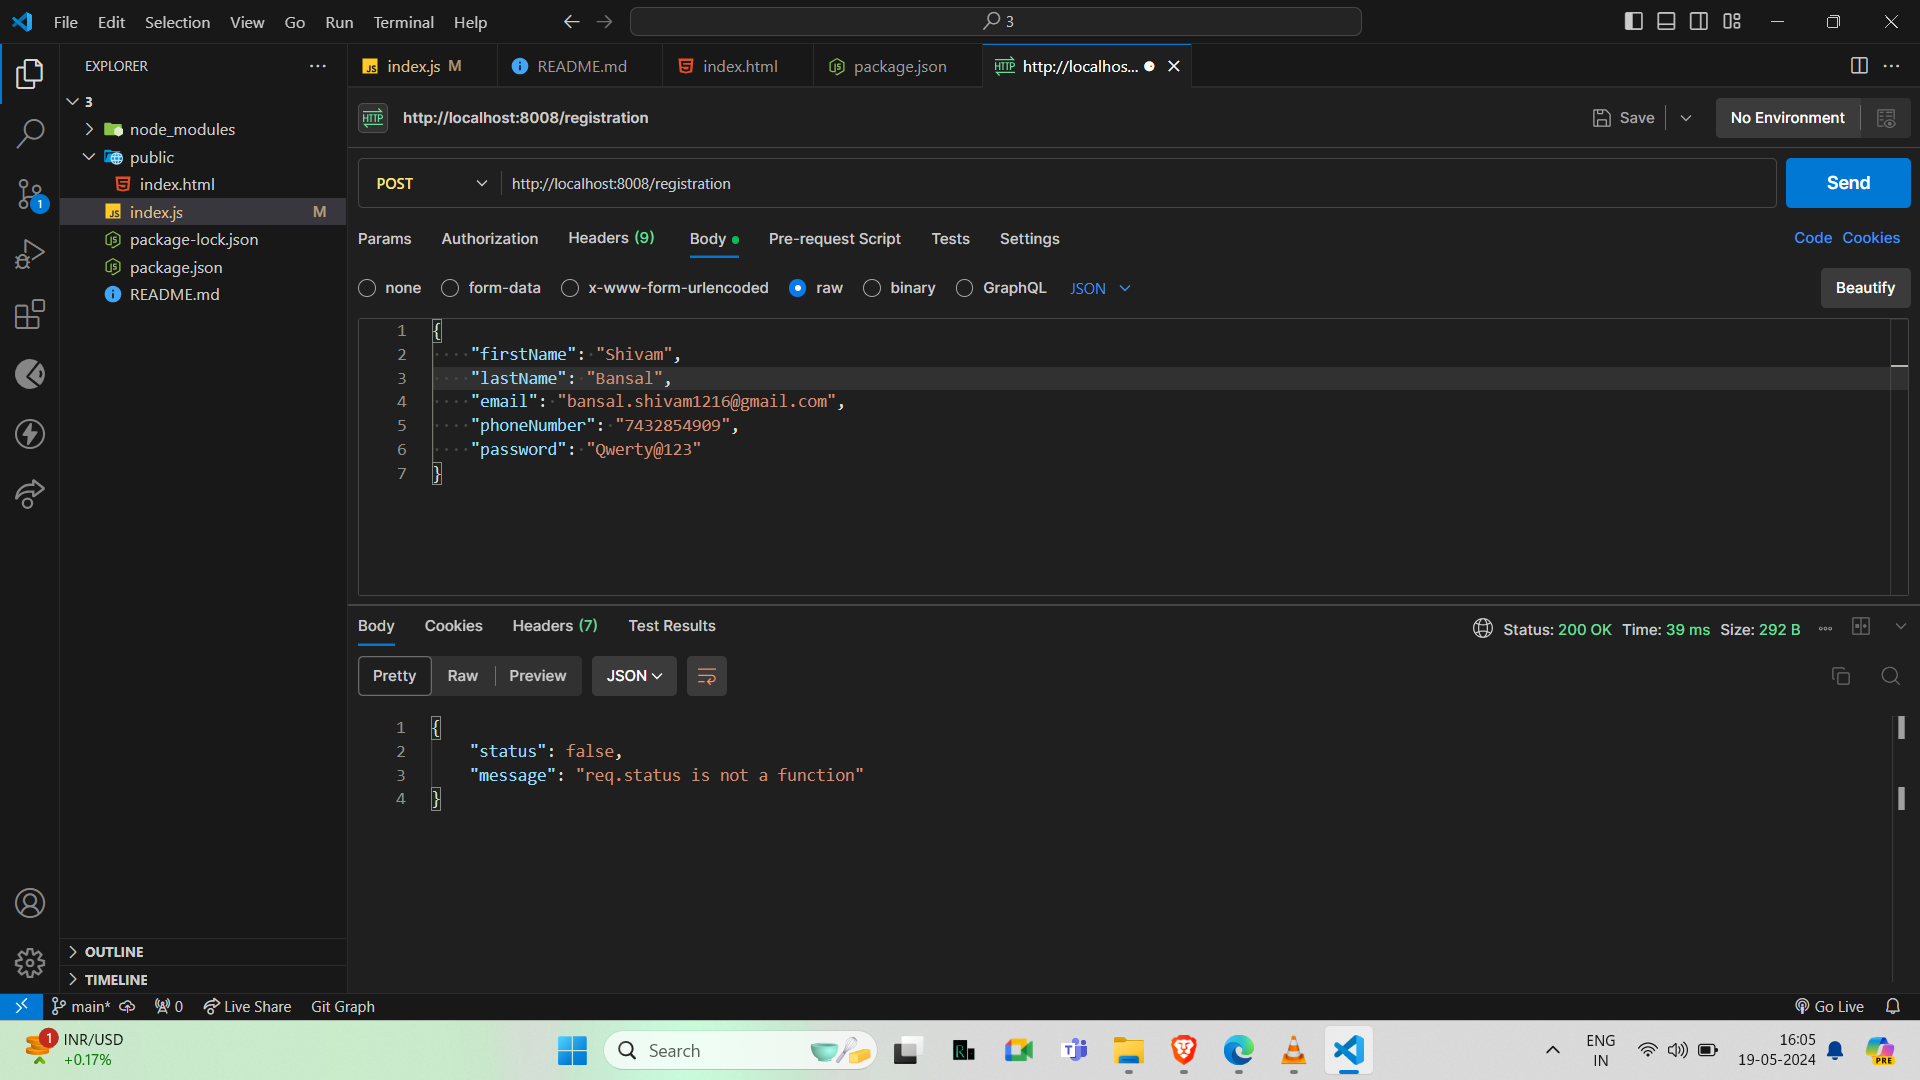 File Edit Selection View Go Run Terminal Help
3
EXPLORER
3
node_modules
public
index.html
index.js M
package-lock.json
package.json
README.md
OUTLINE
TIMELINE
1
index.js M
README.md
index.html
package.json
http://localhos...
HTTP http://localhost:8008/registration
Save
No Environment
POST http://localhost:8008/registration
Send
Params Authorization Headers (9) Body Pre-request Script Tests Settings
Code Cookies
none form-data x-www-form-urlencoded raw binary GraphQL JSON
Beautify
1 {
2 ····"firstName":·"Shivam",
3 ····"lastName":·"Bansal",
4 ····"email":·"bansal.shivam1216@gmail.com",
5 ····"phoneNumber":·"7432854909",
6 ····"password":·"Qwerty@123"
7 }
Body Cookies Headers (7) Test Results
Status: 200 OK Time: 39 ms Size: 292 B
Pretty Raw Preview JSON
1 {
2 "status": false,
3 "message": "req.status is not a function"
4 }
main* 0 Live Share Git Graph
Go Live
1
INR/USD
+0.17%
Search
PRE
ENG
IN
16:05
19-05-2024